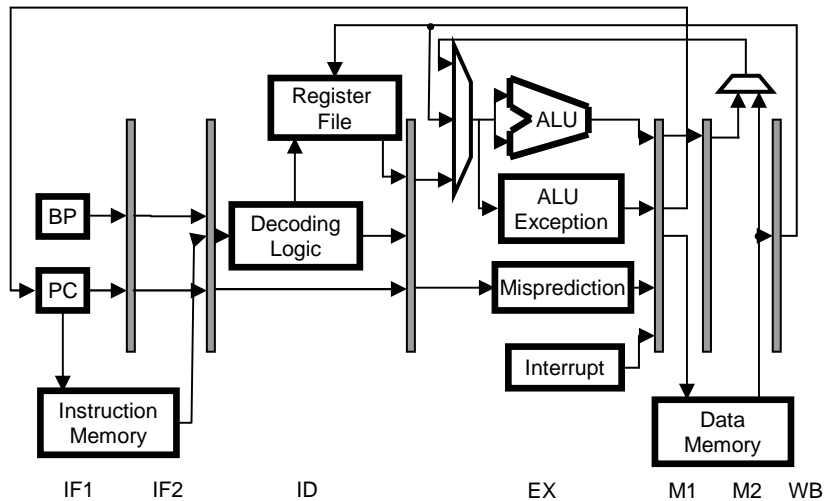 Register
File
ALU
BP
Decoding
Logic
ALU
Exception
PC
Misprediction
Interrupt
Instruction
Memory
Data
Memory
IF1 IF2 ID EX M1 M2 WB